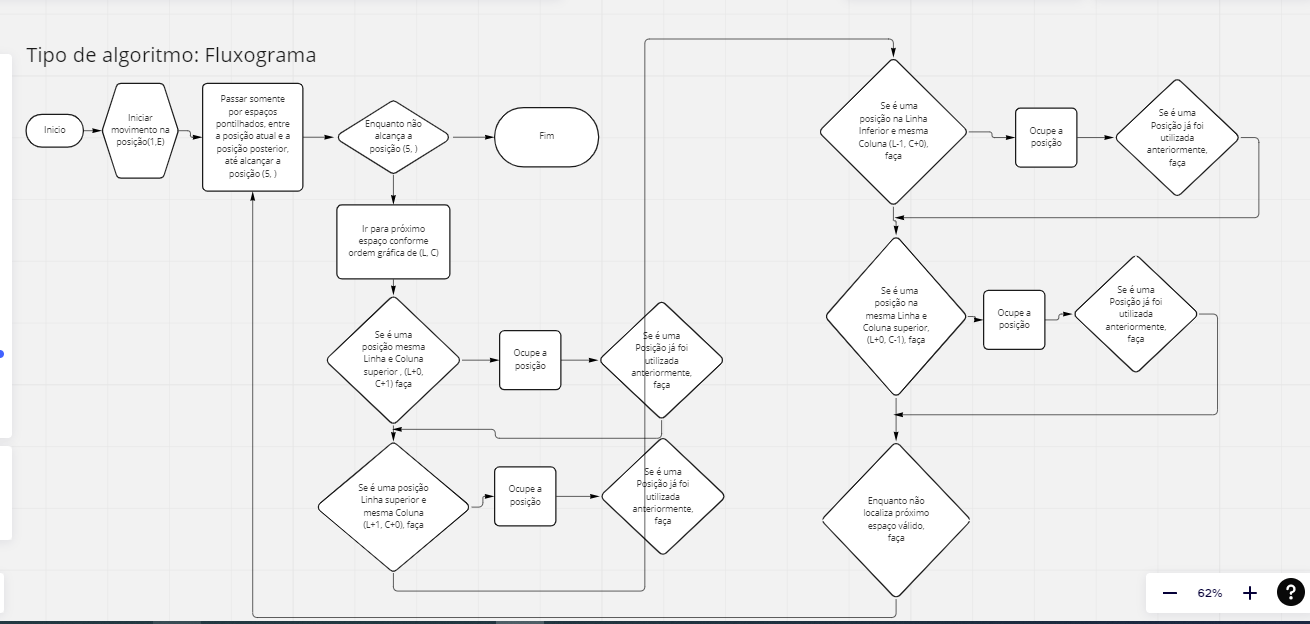 Tipo de algoritmo: Fluxograma
Inicio
Iniciar
movimento na
posição(1,E)
Passar somente
por espaços
pontilhados, entre
a posição atual e a
posição posterior,
até alcançar a
posição (5, )
Enquanto não
alcança a
posição (5, )
Fim
Ir para próximo
espaço conforme
ordem gráfica de (L, C)
Se é uma
posição mesma
Linha e Coluna
superior , (L+0,
C+1) faça
Ocupe a
posição
Se é uma
Posição já foi
utilizada
anteriormente,
faça
Se é uma posição
Linha superior e
mesma Coluna
(L+1, C+0), faça
Ocupe a
posição
Se é uma
Posição já foi
utilizada
anteriormente,
faça
Se é uma
posição na Linha
Inferior e mesma
Coluna (L-1, C+0),
faça
Ocupe a
posição
Se é uma
Posição já foi
utilizada
anteriormente,
faça
Se é uma
posição na
mesma Linha e
Coluna superior,
(L+0, C-1), faça
Ocupe a
posição
Se é uma
Posição já foi
utilizada
anteriormente,
faça
Enquanto não
localiza próximo
espaço válido,
faça
62%
?